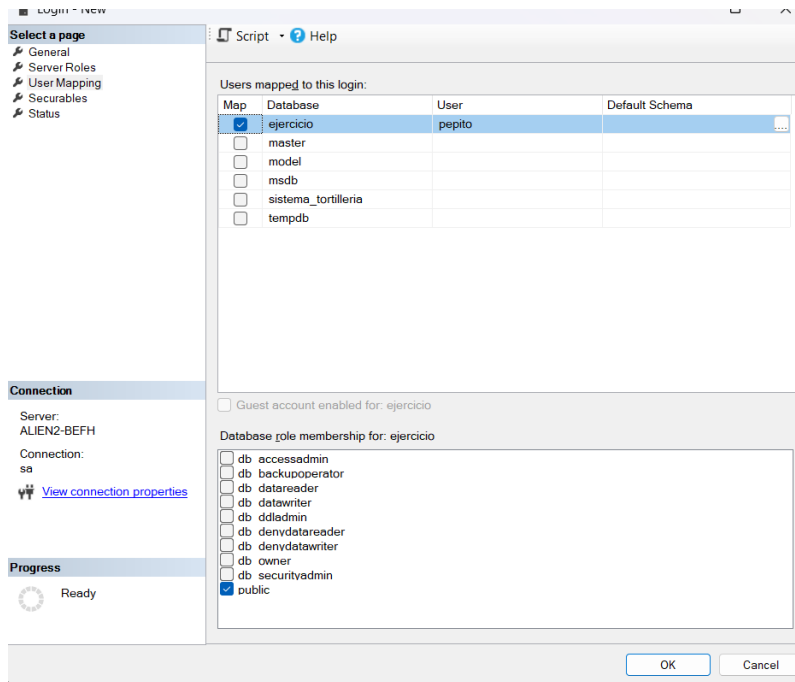 Login - New
Select a page
General
Server Roles
User Mapping
Securables
Status
Script Help
Users mapped to this login:
Map Database User Default Schema
ejercicio pepito ...
master
model
msdb
sistema_tortilleria
tempdb
Guest account enabled for: ejercicio
Database role membership for: ejercicio
db_accessadmin
db_backupoperator
db_datareader
db_datawriter
db_ddladmin
db_denydatareader
db_denydatawriter
db_owner
db_securityadmin
public
Connection
Server:
ALIEN2-BEFH
Connection:
sa
View connection properties
Progress
Ready
OK Cancel